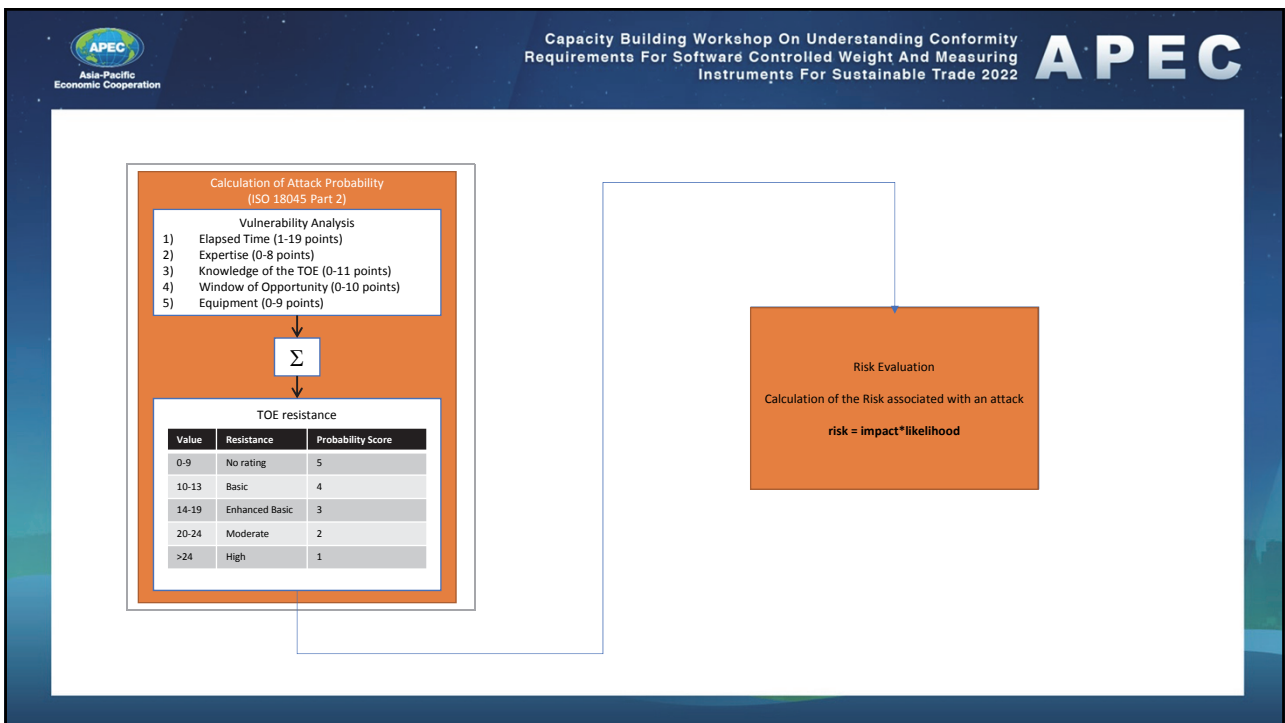 APEC
Asia-Pacific
Economic Cooperation
Capacity Building Workshop On Understanding Conformity
Requirements For Software Controlled Weight And Measuring
Instruments For Sustainable Trade 2022
APEC
Calculation of Attack Probability
(ISO 18045 Part 2)
Vulnerability Analysis
1) Elapsed Time (1-19 points)
2) Expertise (0-8 points)
3) Knowledge of the TOE (0-11 points)
4) Window of Opportunity (0-10 points)
5) Equipment (0-9 points)
Σ
TOE resistance
Value Resistance Probability Score
0-9 No rating 5
10-13 Basic 4
14-19 Enhanced Basic 3
20-24 Moderate 2
>24 High 1
Risk Evaluation
Calculation of the Risk associated with an attack
risk = impact*likelihood